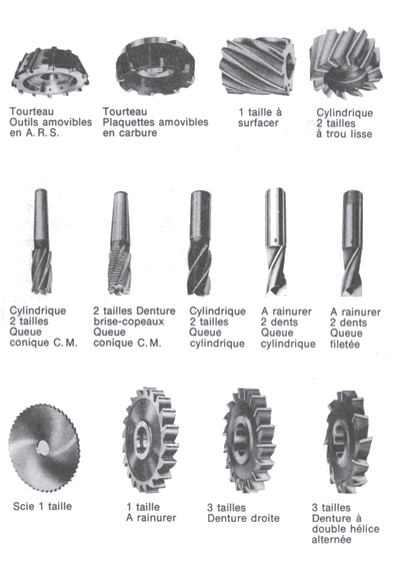 Tourteau
Outils amovibles
en A.R.S.
Tourteau
Plaquettes amovibles
en carbure
1 taille à
surfacer
Cylindrique
2 tailles
à trou lisse
Cylindrique
2 tailles
Queue
conique C.M.
2 tailles Denture
brise-copeaux
Queue
conique C.M.
Cylindrique
2 tailles
Queue
cylindrique
A rainurer
2 dents
Queue
cylindrique
A rainurer
2 dents
Queue
filetée
Scie 1 taille
1 taille
A rainurer
3 tailles
Denture droite
3 tailles
Denture à
double hélice
alternée